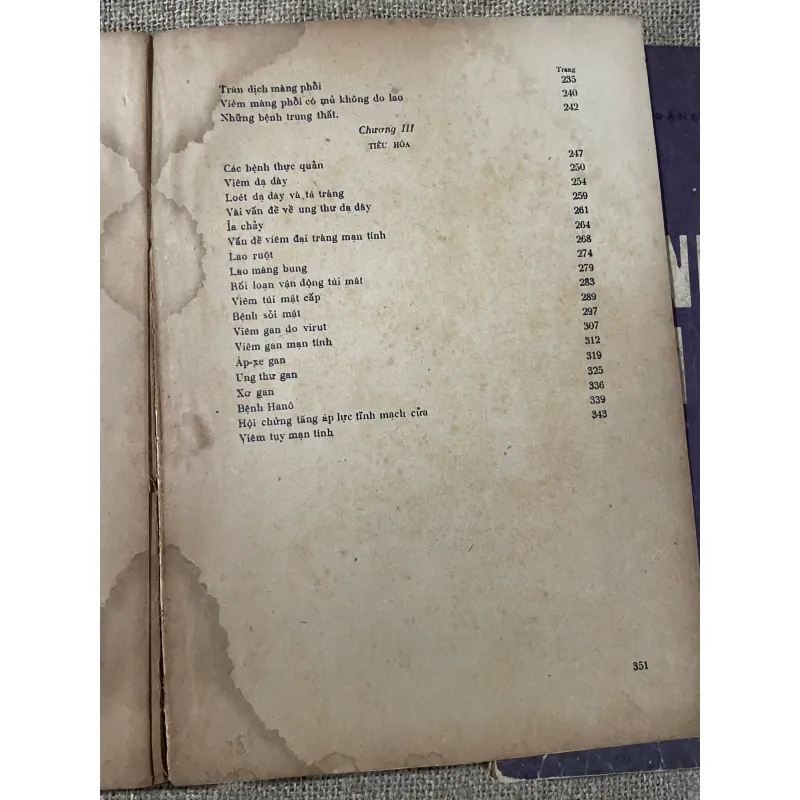 Trang
Tràn dịch màng phổi 235
Viêm màng phổi có mủ không do lao 240
Những bệnh trung thất. 242
Chương III
TIÊU HÓA
Các bệnh thực quản 247
Viêm dạ dày 250
Loét dạ dày và tá tràng 254
Vài vấn đề về ung thư dạ dày 259
Ỉa chảy 261
Vấn đề viêm đại tràng mạn tính 264
Lao ruột 268
Lao màng bụng 274
Rối loạn vận động túi mật 279
Viêm túi mật cấp 283
Bệnh sỏi mật 289
Viêm gan do virut 297
Viêm gan mạn tính 307
Áp-xe gan 312
Ung thư gan 319
Xơ gan 325
Bệnh Hanô 336
Hội chứng tăng áp lực tĩnh mạch cửa 339
Viêm tụy mạn tính 343
351